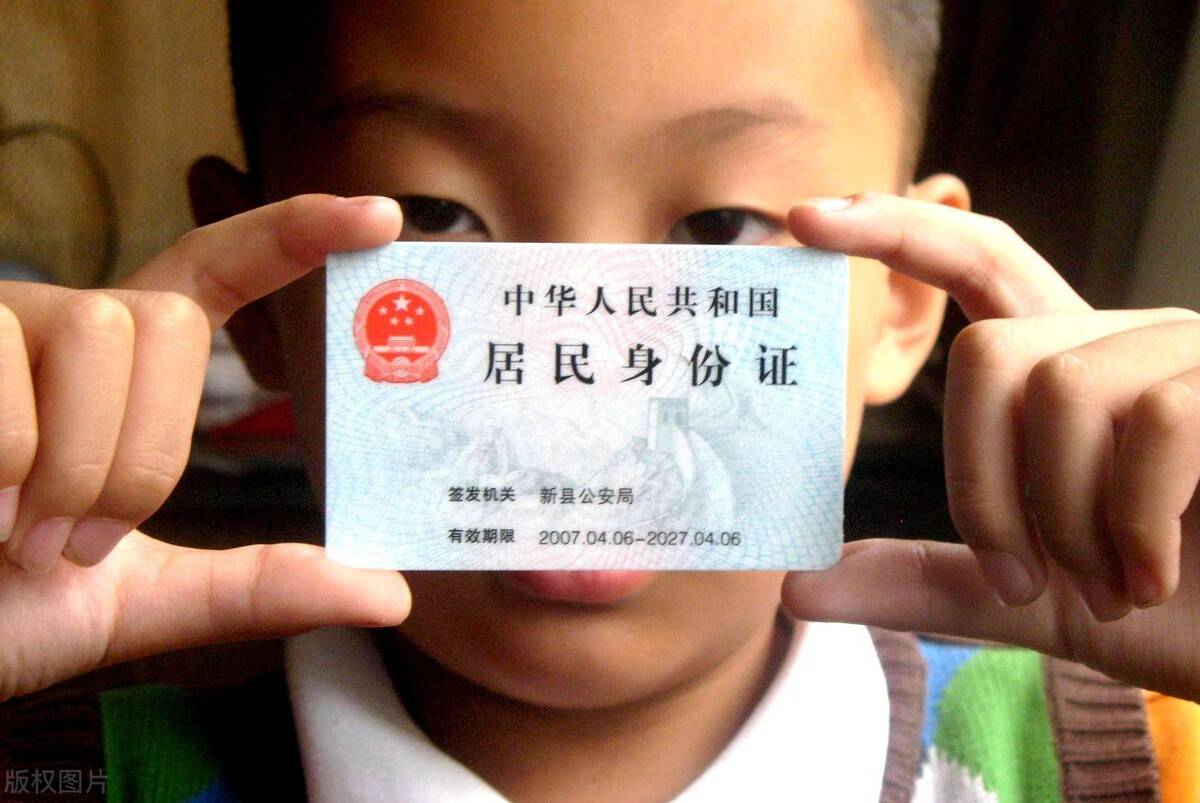 中华人民共和国
居民身份证
签发机关 新县公安局
有效期限 2007.04.06-2027.04.06
版权图片